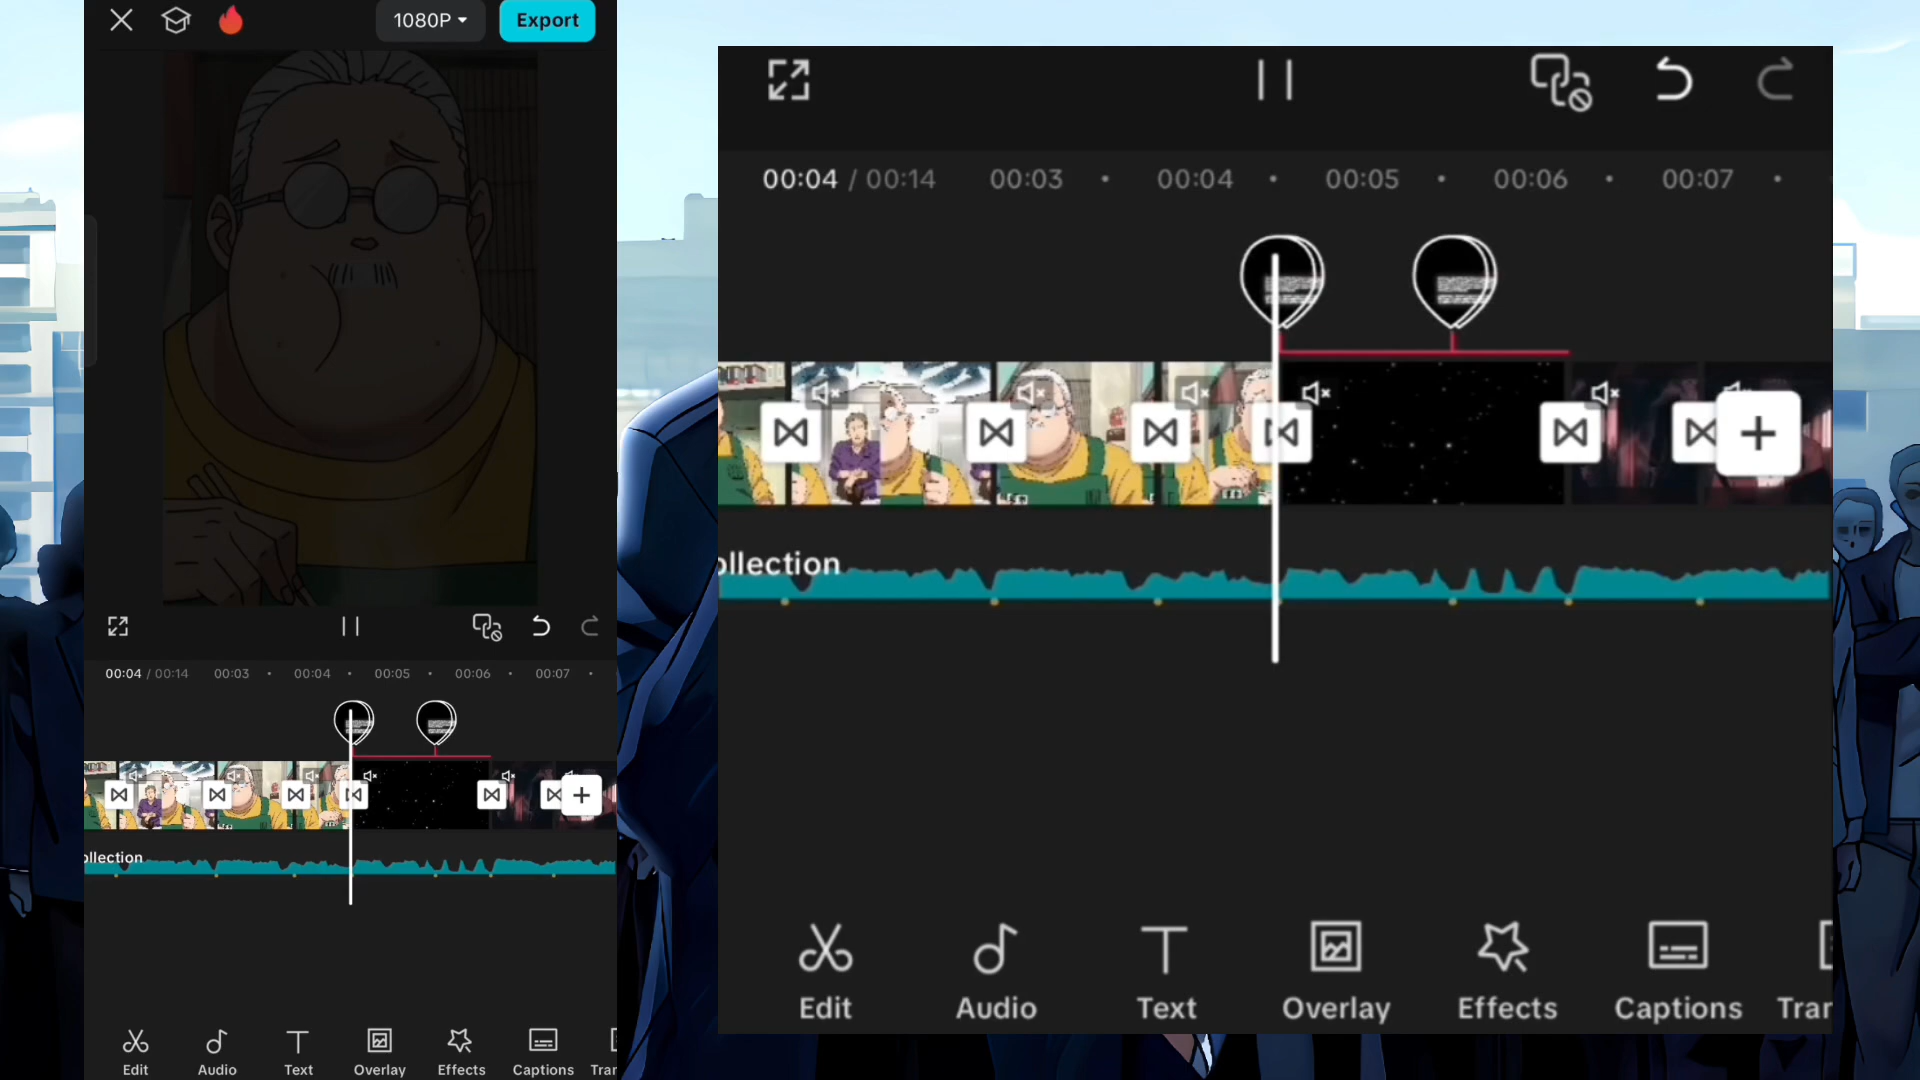 1080P
Export
00:04 / 00:14 00:03 00:04 00:05 00:06 00:07
ollection
Edit Audio Text Overlay Effects Captions Tran
00:04 / 00:14 00:03 00:04 00:05 00:06 00:07
ollection
Edit Audio Text Overlay Effects Captions Tran